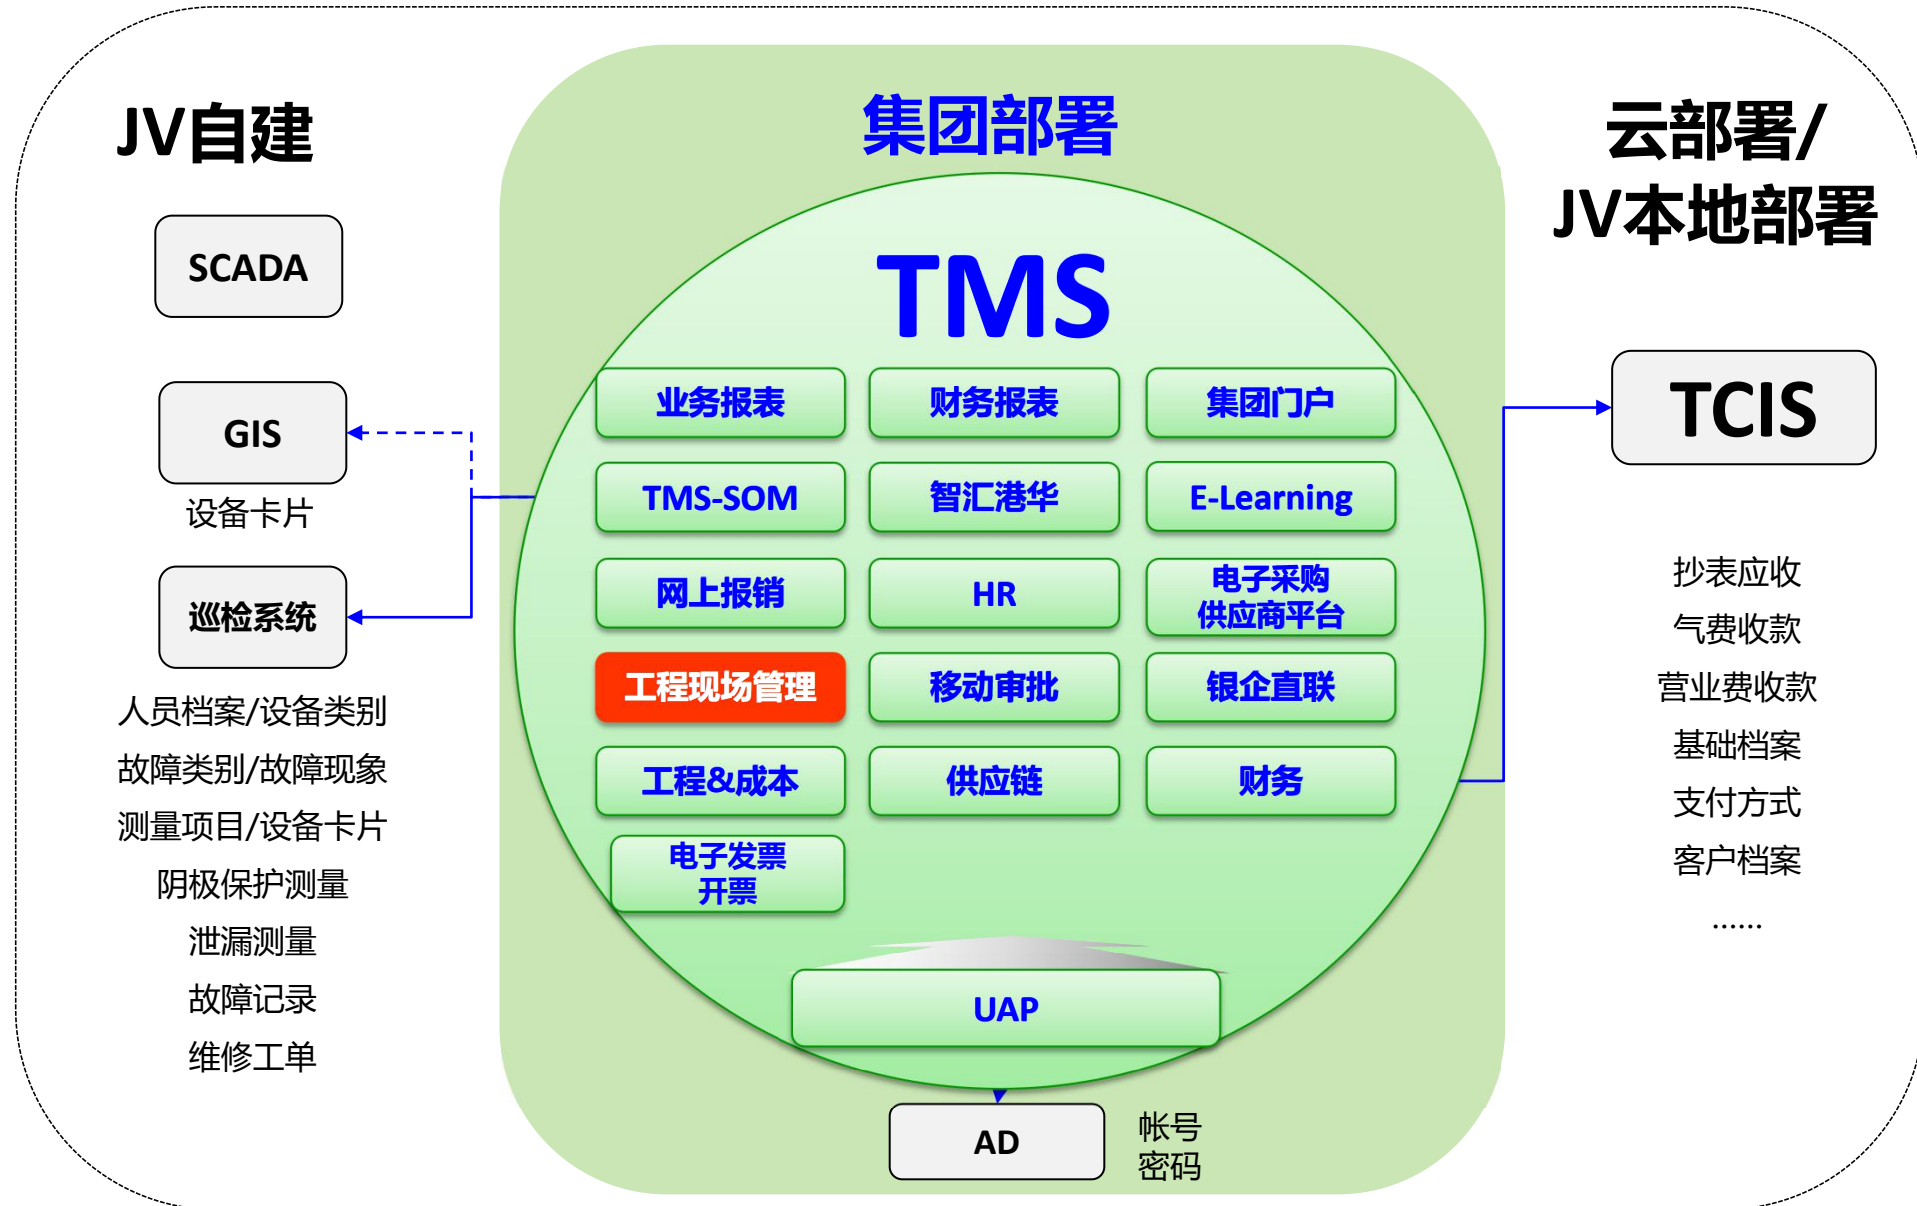 JV自建
SCADA
GIS
设备卡片
巡检系统
人员档案/设备类别
故障类别/故障现象
测量项目/设备卡片
阴极保护测量
泄漏测量
故障记录
维修工单
集团部署
TMS
业务报表
财务报表
集团门户
TMS-SOM
智汇港华
E-Learning
网上报销
HR
电子采购
供应商平台
工程现场管理
移动审批
银企直联
工程&成本
供应链
财务
电子发票
开票
UAP
AD
帐号
密码
云部署/
JV本地部署
TCIS
抄表应收
气费收款
营业费收款
基础档案
支付方式
客户档案
......